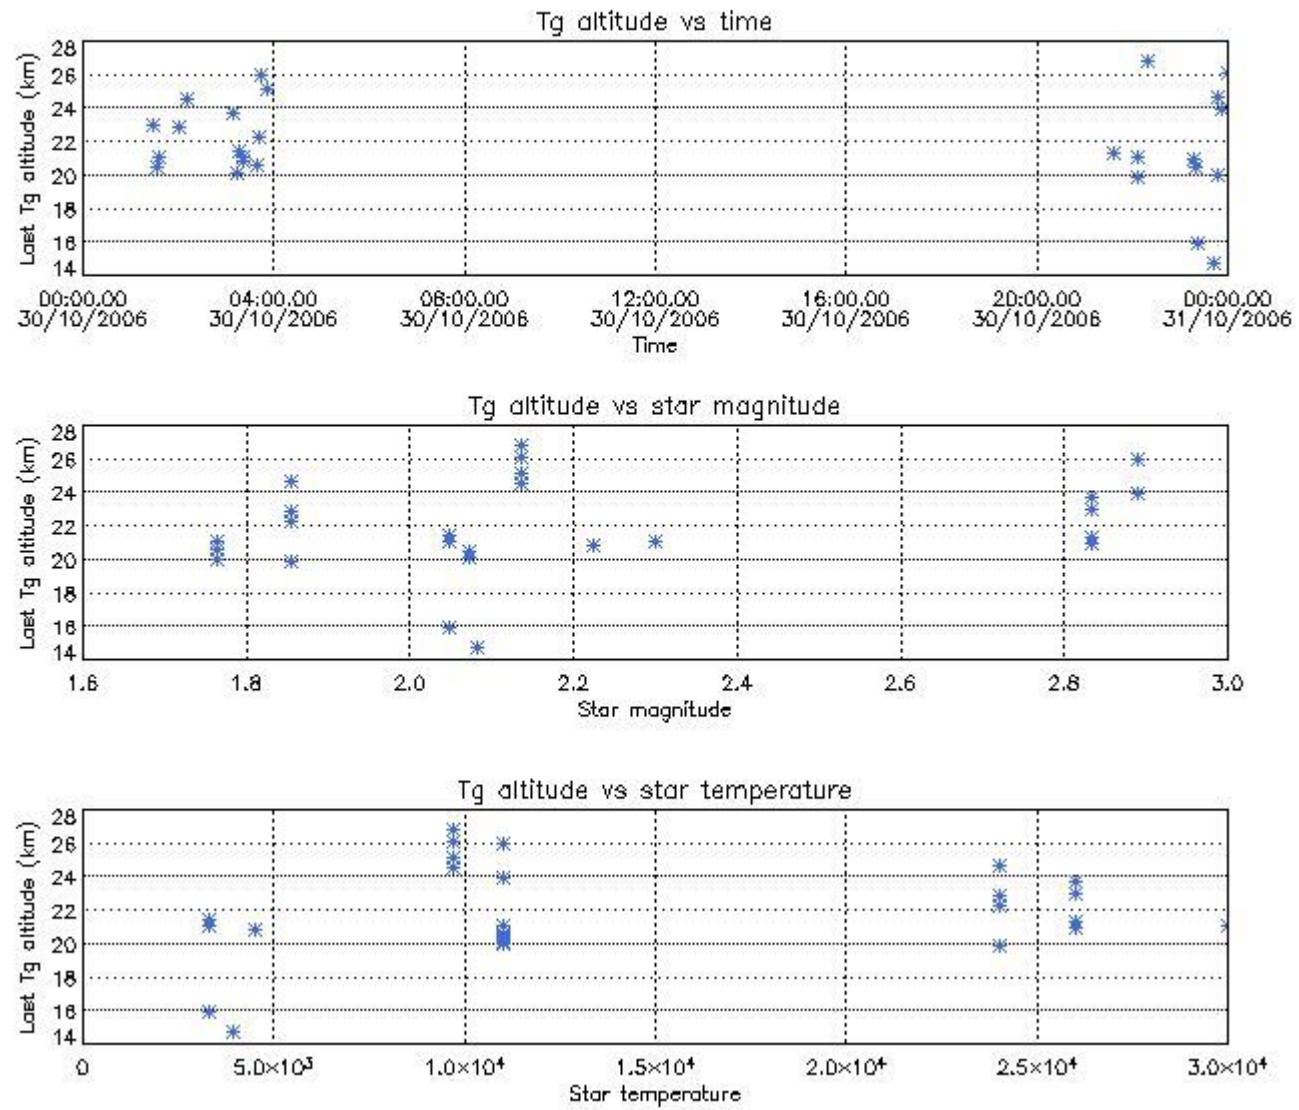 Tg altitude vs time
Last Tg altitude (km)
28
26
24
22
20
18
16
14
00:00.00 04:00.00 08:00.00 12:00.00 16:00.00 20:00.00 00:00.00
30/10/2006 30/10/2006 30/10/2006 30/10/2006 30/10/2006 30/10/2006 31/10/2006
Time
Tg altitude vs star magnitude
Last Tg altitude (km)
28
26
24
22
20
18
16
14
1.6 1.8 2.0 2.2 2.4 2.6 2.8 3.0
Star magnitude
Tg altitude vs star temperature
Last Tg altitude (km)
28
26
24
22
20
18
16
14
0 5.0×10³ 1.0×10⁴ 1.5×10⁴ 2.0×10⁴ 2.5×10⁴ 3.0×10⁴
Star temperature